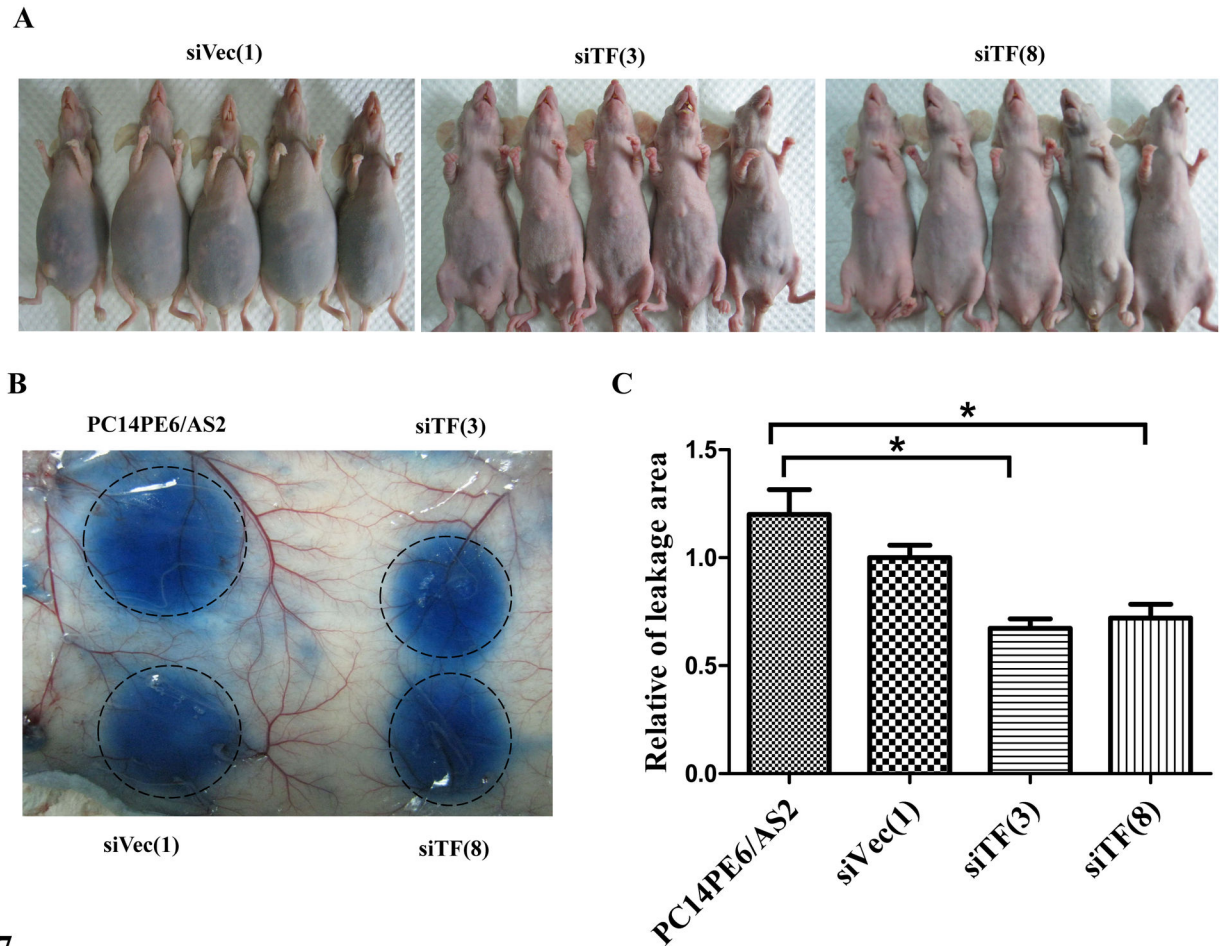 A
siVec(1) siTF(3) siTF(8)
B
PC14PE6/AS2 siTF(3)
siVec(1) siTF(8)
C
* 
*
Relative of leakage area
1.5
1.0
0.5
0.0
PC14PE6/AS2
siVec(1)
siTF(3)
siTF(8)
7